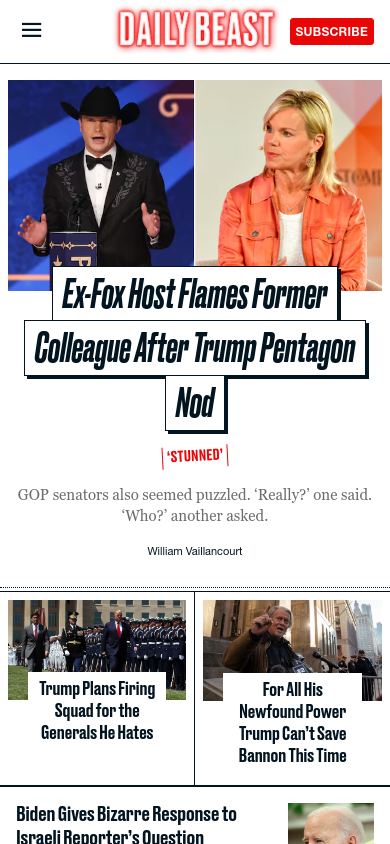 DAILY BEAST
SUBSCRIBE
Ex-Fox Host Flames Former
Colleague After Trump Pentagon
Nod
‘STUNNED’
GOP senators also seemed puzzled. ‘Really?’ one said.
‘Who?’ another asked.
William Vaillancourt
Trump Plans Firing
Squad for the
Generals He Hates
For All His
Newfound Power
Trump Can’t Save
Bannon This Time
Biden Gives Bizarre Response to
Israeli Reporter’s Question